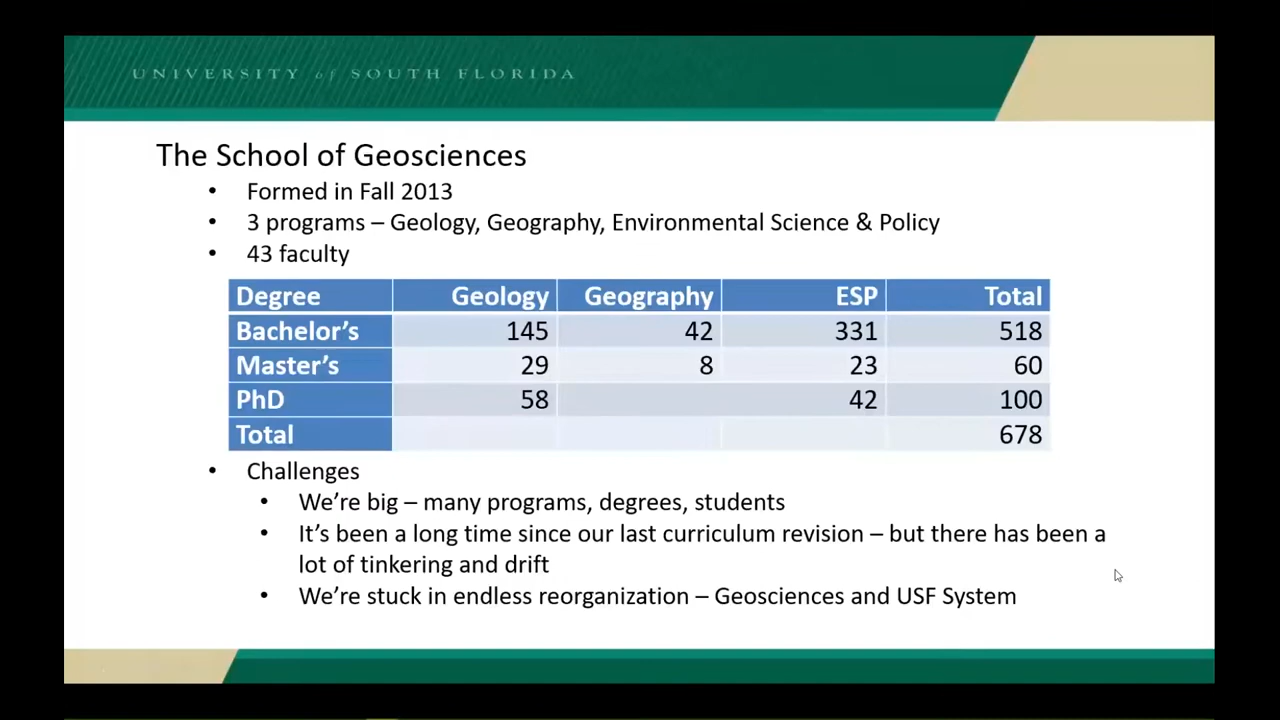 UNIVERSITY of SOUTH FLORIDA
The School of Geosciences
• Formed in Fall 2013
• 3 programs – Geology, Geography, Environmental Science & Policy
• 43 faculty
Degree Geology Geography ESP Total
Bachelor’s 145 42 331 518
Master’s 29 8 23 60
PhD 58 42 100
Total 678
• Challenges
• We’re big – many programs, degrees, students
• It’s been a long time since our last curriculum revision – but there has been a
lot of tinkering and drift
• We’re stuck in endless reorganization – Geosciences and USF System